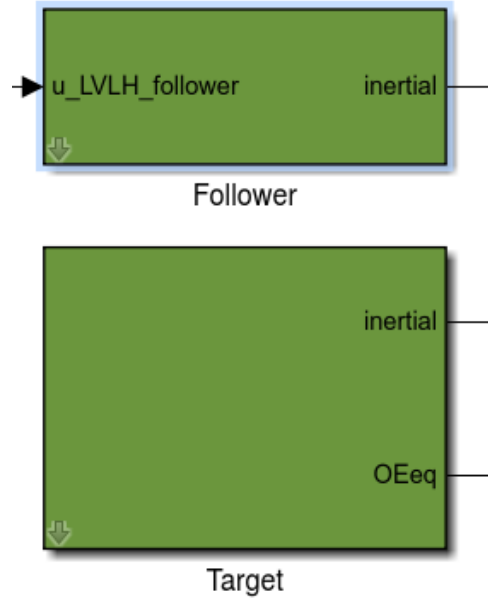 u_LVLH_follower inertial
Follower
inertial
OEeq
Target